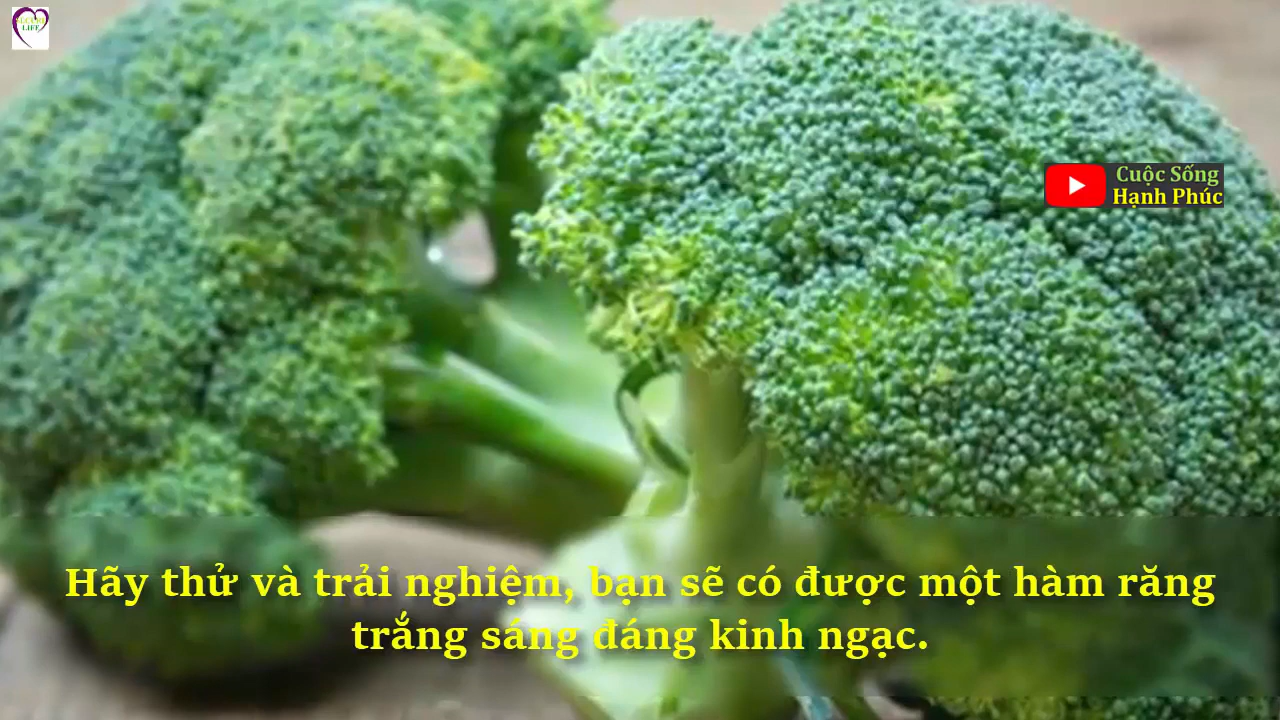 Cuộc Sống
Hạnh Phúc
Hãy thử và trải nghiệm, bạn sẽ có được một hàm răng
trắng sáng đáng kinh ngạc.